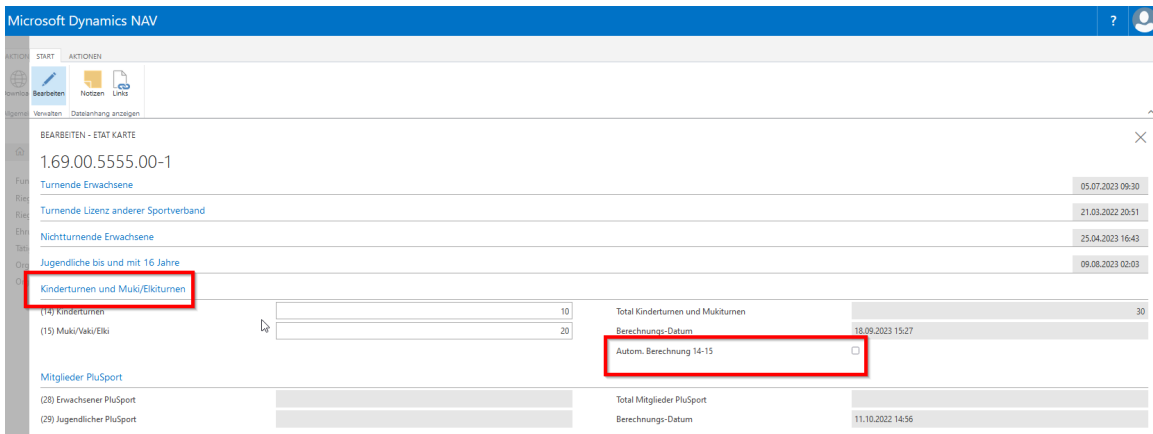 Microsoft Dynamics NAV ?
AKTION START AKTIONEN
Bearbeiten Notizen Links
Verwalten Dateianhang anzeigen
BEARBEITEN - ETAT KARTE
1.69.00.5555.00-1
Turnende Erwachsene 05.07.2023 09:30
Turnende Lizenz anderer Sportverband 21.03.2022 20:51
Nichtturnende Erwachsene 25.04.2023 16:43
Jugendliche bis und mit 16 Jahre 09.08.2023 02:03
Kinderturnen und Muki/Elkiturnen
(14) Kinderturnen 10 Total Kinderturnen und Mukiturnen 30
(15) Muki/Vaki/Elki 20 Berechnungs-Datum 18.09.2023 15:27
Autom. Berechnung 14-15
Mitglieder PluSport
(28) Erwachsener PluSport Total Mitglieder PluSport
(29) Jugendlicher PluSport Berechnungs-Datum 11.10.2022 14:56